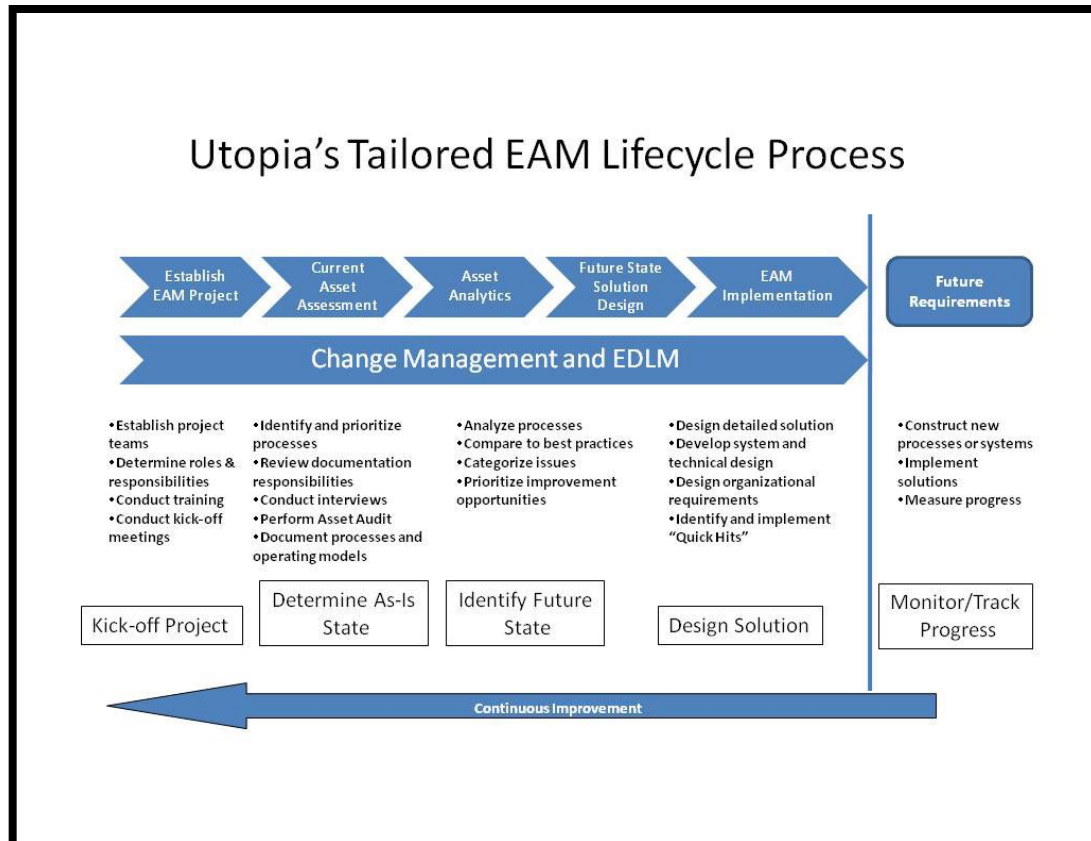 Utopia's Tailored EAM Lifecycle Process
Establish
EAM Project
Current
Asset
Assessment
Asset
Analytics
Future State
Solution
Design
EAM
Implementation
Future
Requirements
Change Management and EDLM
•Establish project
teams
•Determine roles &
responsibilities
•Conduct training
•Conduct kick-off
meetings
•Identify and prioritize
processes
•Review documentation
responsibilities
•Conduct interviews
•Perform Asset Audit
•Document processes and
operating models
•Analyze processes
•Compare to best practices
•Categorize issues
•Prioritize improvement
opportunities
•Design detailed solution
•Develop system and
technical design
•Design organizational
requirements
•Identify and implement
“Quick Hits”
•Construct new
processes or systems
•Implement
solutions
•Measure progress
Kick-off Project
Determine As-Is
State
Identify Future
State
Design Solution
Monitor/Track
Progress
Continuous Improvement